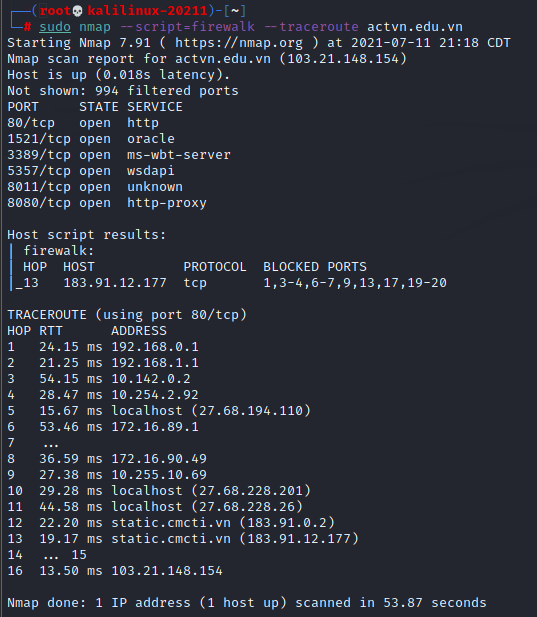 ┌──(root💀kalilinux-20211)-[~]
└─# sudo nmap --script=firewalk --traceroute actvn.edu.vn
Starting Nmap 7.91 ( https://nmap.org ) at 2021-07-11 21:18 CDT
Nmap scan report for actvn.edu.vn (103.21.148.154)
Host is up (0.018s latency).
Not shown: 994 filtered ports
PORT     STATE SERVICE
80/tcp   open  http
1521/tcp open  oracle
3389/tcp open  ms-wbt-server
5357/tcp open  wsdapi
8011/tcp open  unknown
8080/tcp open  http-proxy

Host script results:
| firewalk:
| HOP  HOST           PROTOCOL  BLOCKED PORTS
|_13   183.91.12.177  tcp       1,3-4,6-7,9,13,17,19-20

TRACEROUTE (using port 80/tcp)
HOP RTT      ADDRESS
1   24.15 ms 192.168.0.1
2   21.25 ms 192.168.1.1
3   54.15 ms 10.142.0.2
4   28.47 ms 10.254.2.92
5   15.67 ms localhost (27.68.194.110)
6   53.46 ms 172.16.89.1
7   ...
8   36.59 ms 172.16.90.49
9   27.38 ms 10.255.10.69
10  29.28 ms localhost (27.68.228.201)
11  44.58 ms localhost (27.68.228.26)
12  22.20 ms static.cmcti.vn (183.91.0.2)
13  19.17 ms static.cmcti.vn (183.91.12.177)
14  ... 15
16  13.50 ms 103.21.148.154

Nmap done: 1 IP address (1 host up) scanned in 53.87 seconds